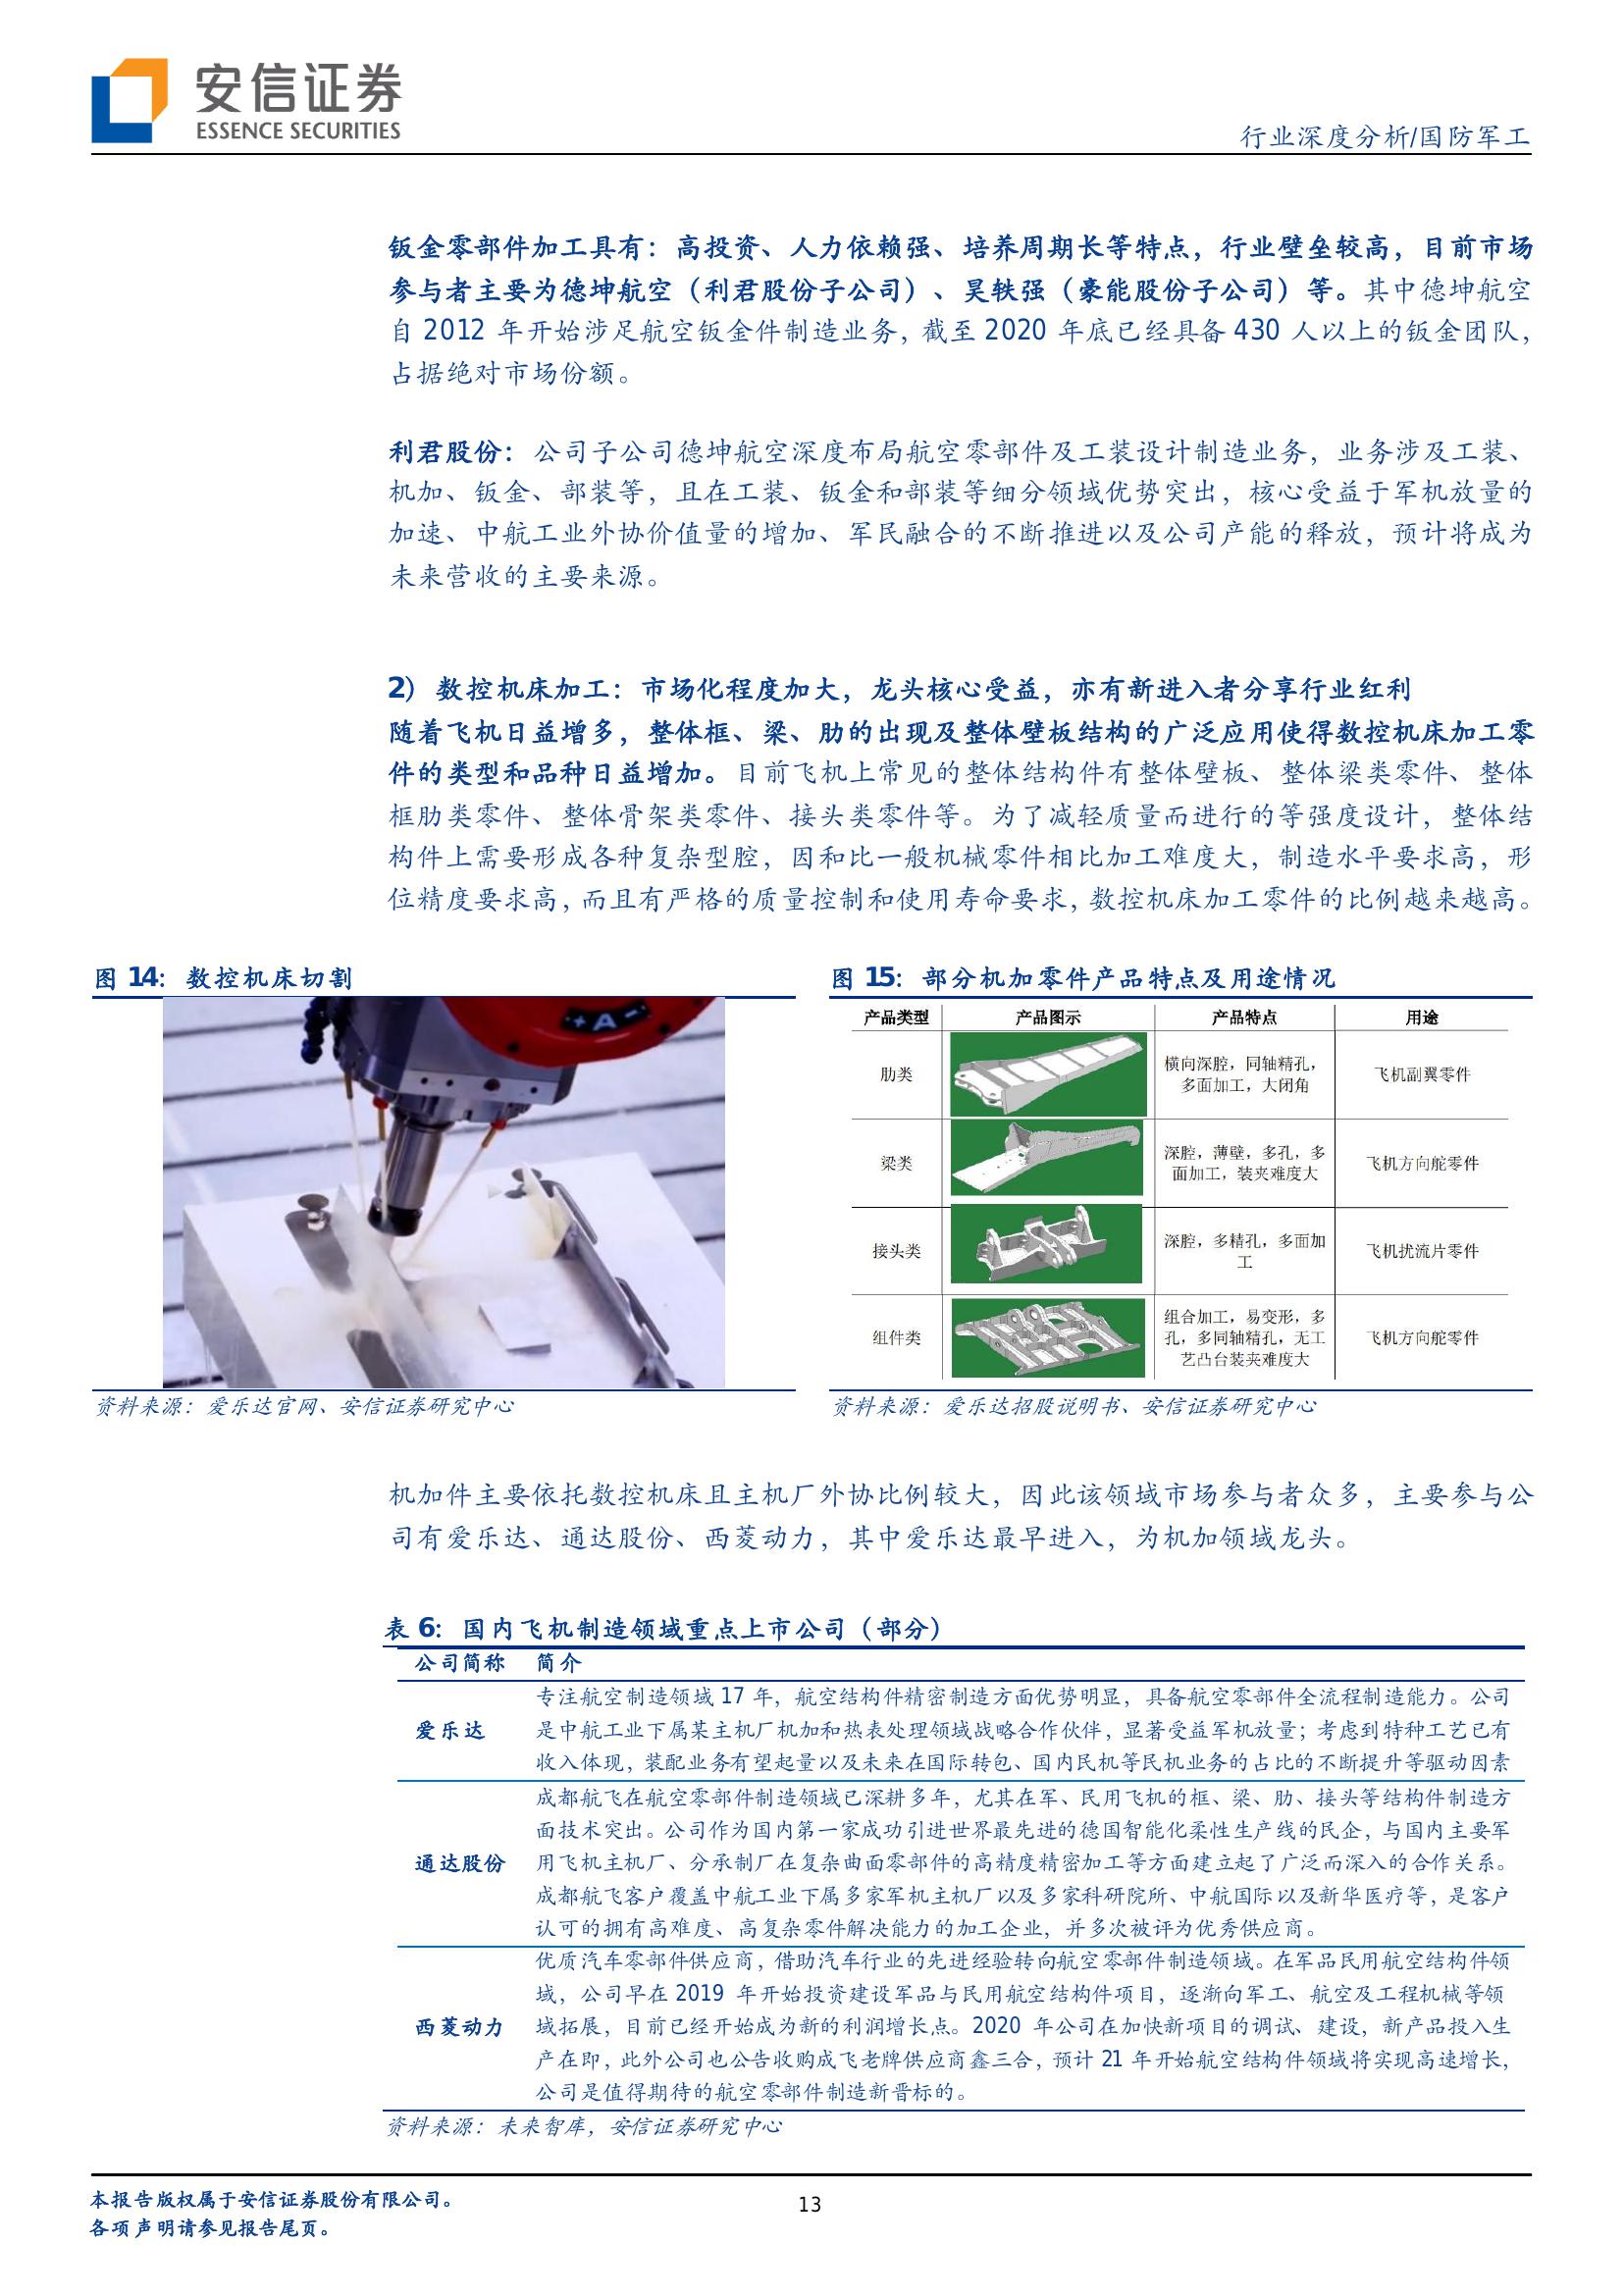 安信证券
ESSENCE SECURITIES
行业深度分析/国防军工
钣金零部件加工具有：高投资、人力依赖强、培养周期长等特点，行业壁垒较高，目前市场
参与者主要为德坤航空（利君股份子公司）、昊轶强（豪能股份子公司）等。其中德坤航空
自 2012 年开始涉足航空钣金件制造业务，截至 2020 年底已经具备 430 人以上的钣金团队，
占据绝对市场份额。
利君股份：公司子公司德坤航空深度布局航空零部件及工装设计制造业务，业务涉及工装、
机加、钣金、部装等，且在工装、钣金和部装等细分领域优势突出，核心受益于军机放量的
加速、中航工业外协价值量的增加、军民融合的不断推进以及公司产能的释放，预计将成为
未来营收的主要来源。
2）数控机床加工：市场化程度加大，龙头核心受益，亦有新进入者分享行业红利
随着飞机日益增多，整体框、梁、肋的出现及整体壁板结构的广泛应用使得数控机床加工零
件的类型和品种日益增加。目前飞机上常见的整体结构件有整体壁板、整体梁类零件、整体
框肋类零件、整体骨架类零件、接头类零件等。为了减轻质量而进行的等强度设计，整体结
构件上需要形成各种复杂型腔，因和比一般机械零件相比加工难度大，制造水平要求高，形
位精度要求高，而且有严格的质量控制和使用寿命要求，数控机床加工零件的比例越来越高。
图 14：数控机床切割
+A-
资料来源：爱乐达官网、安信证券研究中心
图 15：部分机加零件产品特点及用途情况
产品类型 产品图示 产品特点 用途
肋类 横向深腔，同轴精孔，多面加工，大闭角 飞机副翼零件
梁类 深腔，薄壁，多孔，多面加工，装夹难度大 飞机方向舵零件
接头类 深腔，多精孔，多面加工 飞机扰流片零件
组件类 组合加工，易变形，多孔，多同轴精孔，无工艺凸台装夹难度大 飞机方向舵零件
资料来源：爱乐达招股说明书、安信证券研究中心
机加件主要依托数控机床且主机厂外协比例较大，因此该领域市场参与者众多，主要参与公
司有爱乐达、通达股份、西菱动力，其中爱乐达最早进入，为机加领域龙头。
表 6：国内飞机制造领域重点上市公司（部分）
公司简称 简介
爱乐达
专注航空制造领域 17 年，航空结构件精密制造方面优势明显，具备航空零部件全流程制造能力。公司
是中航工业下属某主机厂机加和热表处理领域战略合作伙伴，显著受益军机放量；考虑到特种工艺已有
收入体现，装配业务有望起量以及未来在国际转包、国内民机等民机业务的占比的不断提升等驱动因素
通达股份
成都航飞在航空零部件制造领域已深耕多年，尤其在军、民用飞机的框、梁、肋、接头等结构件制造方
面技术突出。公司作为国内第一家成功引进世界最先进的德国智能化柔性生产线的民企，与国内主要军
用飞机主机厂、分承制厂在复杂曲面零部件的高精度精密加工等方面建立起了广泛而深入的合作关系。
成都航飞客户覆盖中航工业下属多家军机主机厂以及多家科研院所、中航国际以及新华医疗等，是客户
认可的拥有高难度、高复杂零件解决能力的加工企业，并多次被评为优秀供应商。
西菱动力
优质汽车零部件供应商，借助汽车行业的先进经验转向航空零部件制造领域。在军品民用航空结构件领
域，公司早在 2019 年开始投资建设军品与民用航空结构件项目，逐渐向军工、航空及工程机械等领
域拓展，目前已经开始成为新的利润增长点。2020 年公司在加快新项目的调试、建设，新产品投入生
产在即，此外公司也公告收购成飞老牌供应商鑫三合，预计 21 年开始航空结构件领域将实现高速增长，
公司是值得期待的航空零部件制造新晋标的。
资料来源：未来智库，安信证券研究中心
本报告版权属于安信证券股份有限公司。
各项声明请参见报告尾页。
13